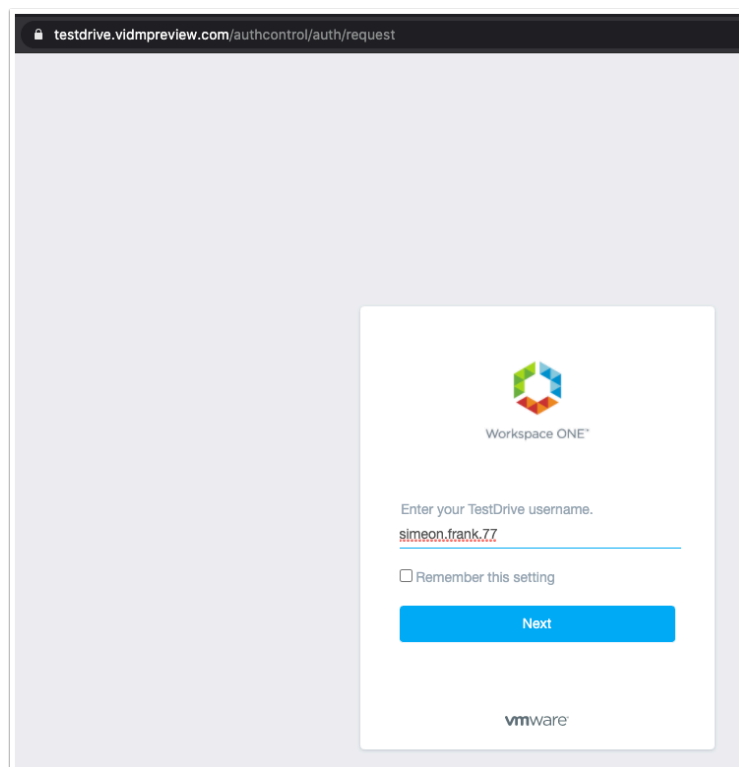 testdrive.vidmpreview.com/authcontrol/auth/request
Workspace ONE™
Enter your TestDrive username.
simeon.frank.77
Remember this setting
Next
vmware®